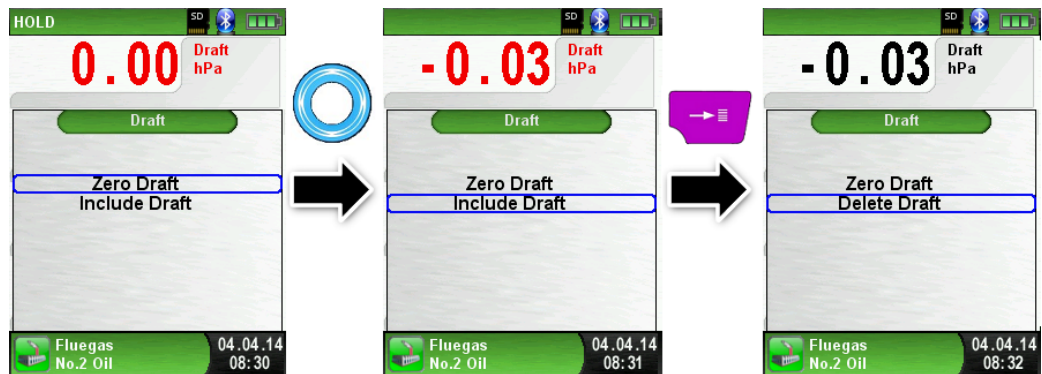 HOLD
SD
0.00
Draft
hPa
Draft
Zero Draft
Include Draft
Fluegas
No.2 Oil
04.04.14
08:30
SD
-0.03
Draft
hPa
Draft
Zero Draft
Include Draft
Fluegas
No.2 Oil
04.04.14
08:31
SD
-0.03
Draft
hPa
Draft
Zero Draft
Delete Draft
Fluegas
No.2 Oil
04.04.14
08:32